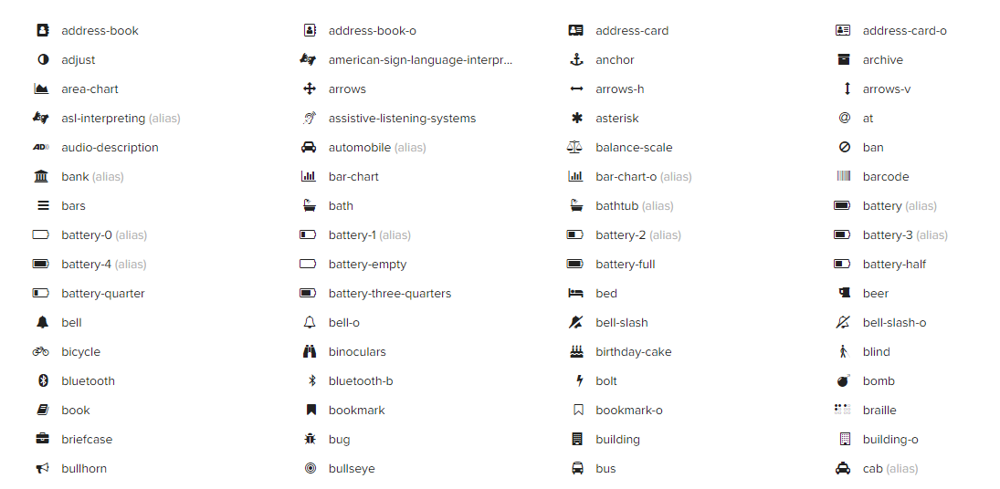 address-book address-book-o address-card address-card-o
adjust american-sign-language-interpr... anchor archive
area-chart arrows arrows-h arrows-v
asl-interpreting (alias) assistive-listening-systems asterisk at
audio-description automobile (alias) balance-scale ban
bank (alias) bar-chart bar-chart-o (alias) barcode
bars bath bathtub (alias) battery (alias)
battery-0 (alias) battery-1 (alias) battery-2 (alias) battery-3 (alias)
battery-4 (alias) battery-empty battery-full battery-half
battery-quarter battery-three-quarters bed beer
bell bell-o bell-slash bell-slash-o
bicycle binoculars birthday-cake blind
bluetooth bluetooth-b bolt bomb
book bookmark bookmark-o braille
briefcase bug building building-o
bullhorn bullseye bus cab (alias)